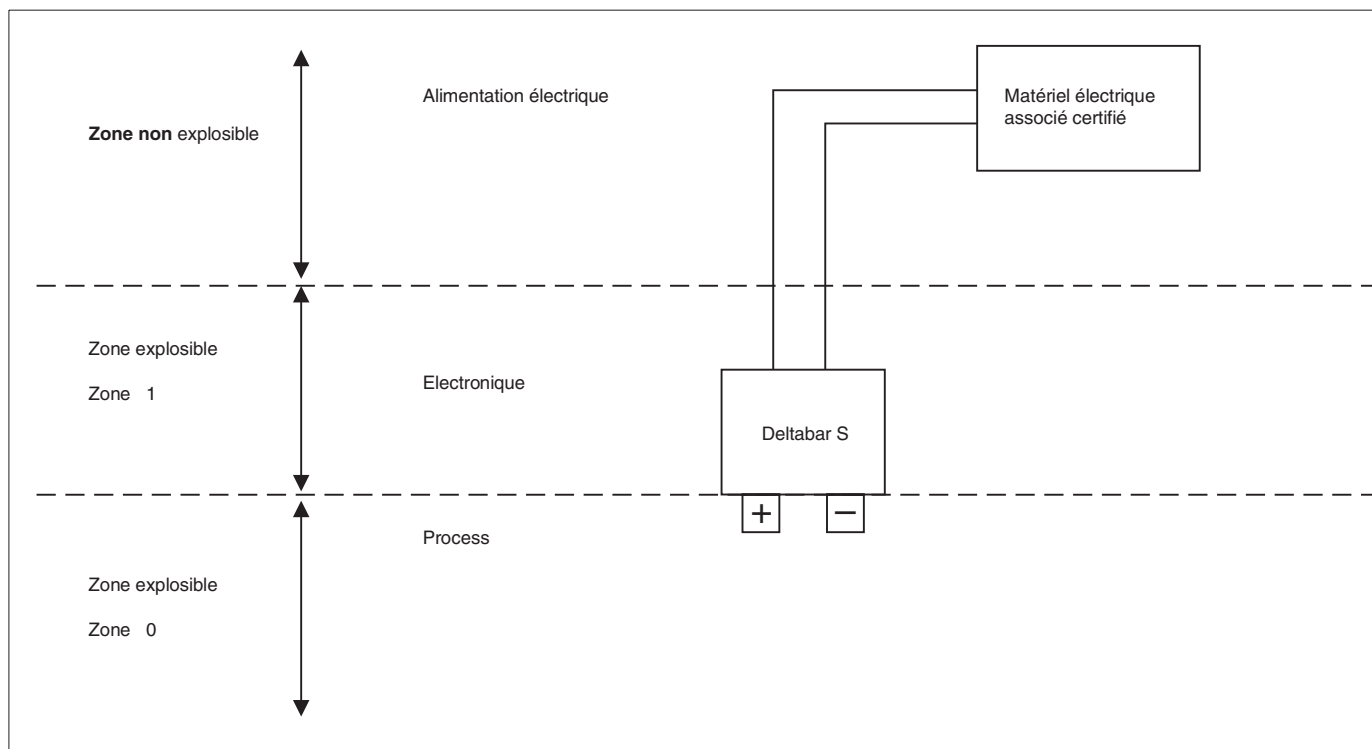 Zone non explosible
Alimentation électrique
Matériel électrique
associé certifié
Zone explosible
Zone 1
Electronique
Deltabar S
+ −
Process
Zone explosible
Zone 0